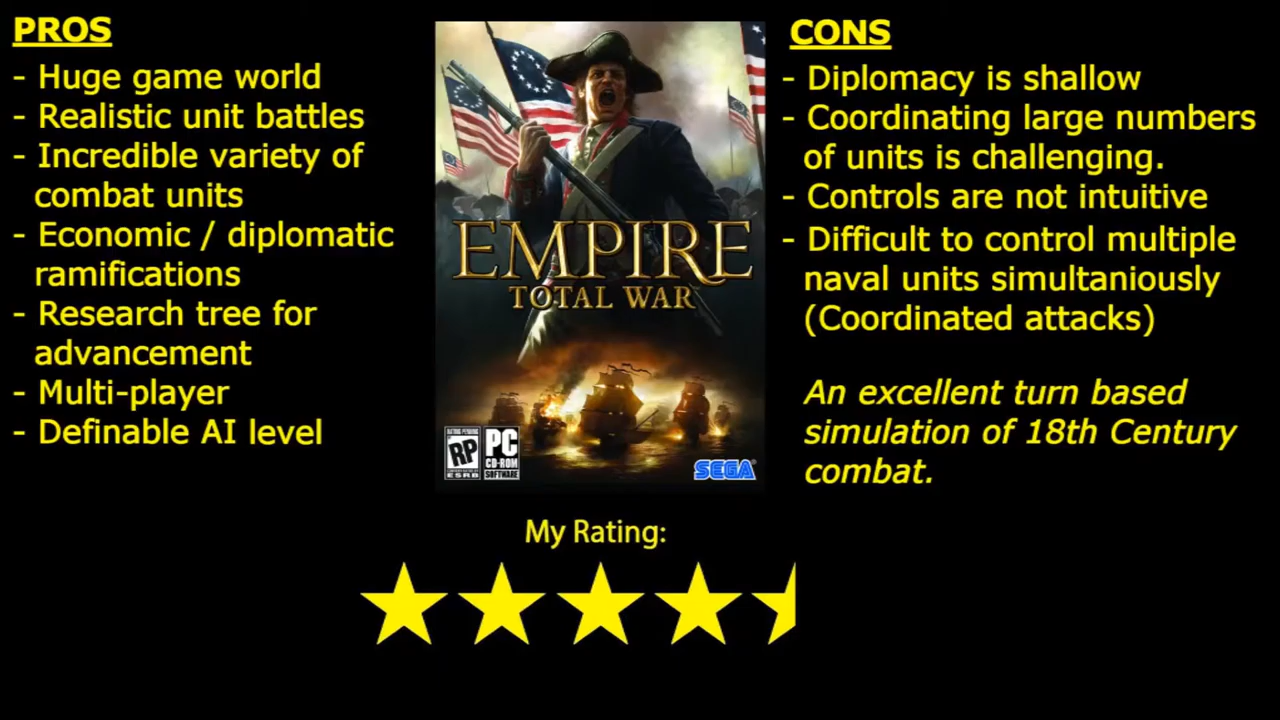 PROS
- Huge game world
- Realistic unit battles
- Incredible variety of
combat units
- Economic / diplomatic
ramifications
- Research tree for
advancement
- Multi-player
- Definable AI level
EMPIRE
TOTAL WAR
RATING PENDING
RP
ESRB
PC
CD-ROM
SOFTWARE
SEGA
CONS
- Diplomacy is shallow
- Coordinating large numbers
of units is challenging.
- Controls are not intuitive
- Difficult to control multiple
naval units simultaniously
(Coordinated attacks)
An excellent turn based
simulation of 18th Century
combat.
My Rating: